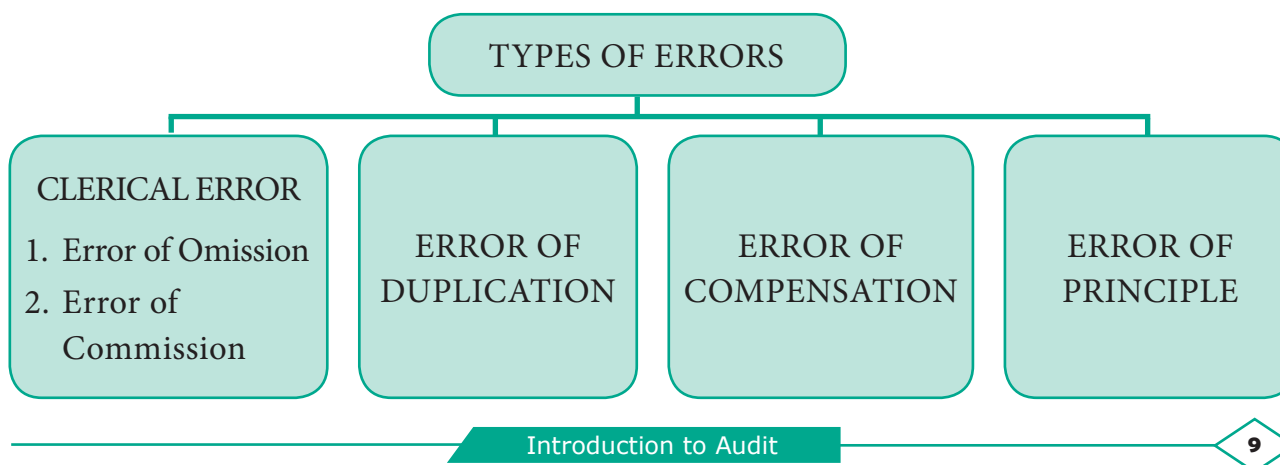 TYPES OF ERRORS
CLERICAL ERROR
1. Error of Omission
2. Error of
Commission
ERROR OF
DUPLICATION
ERROR OF
COMPENSATION
ERROR OF
PRINCIPLE
Introduction to Audit
9